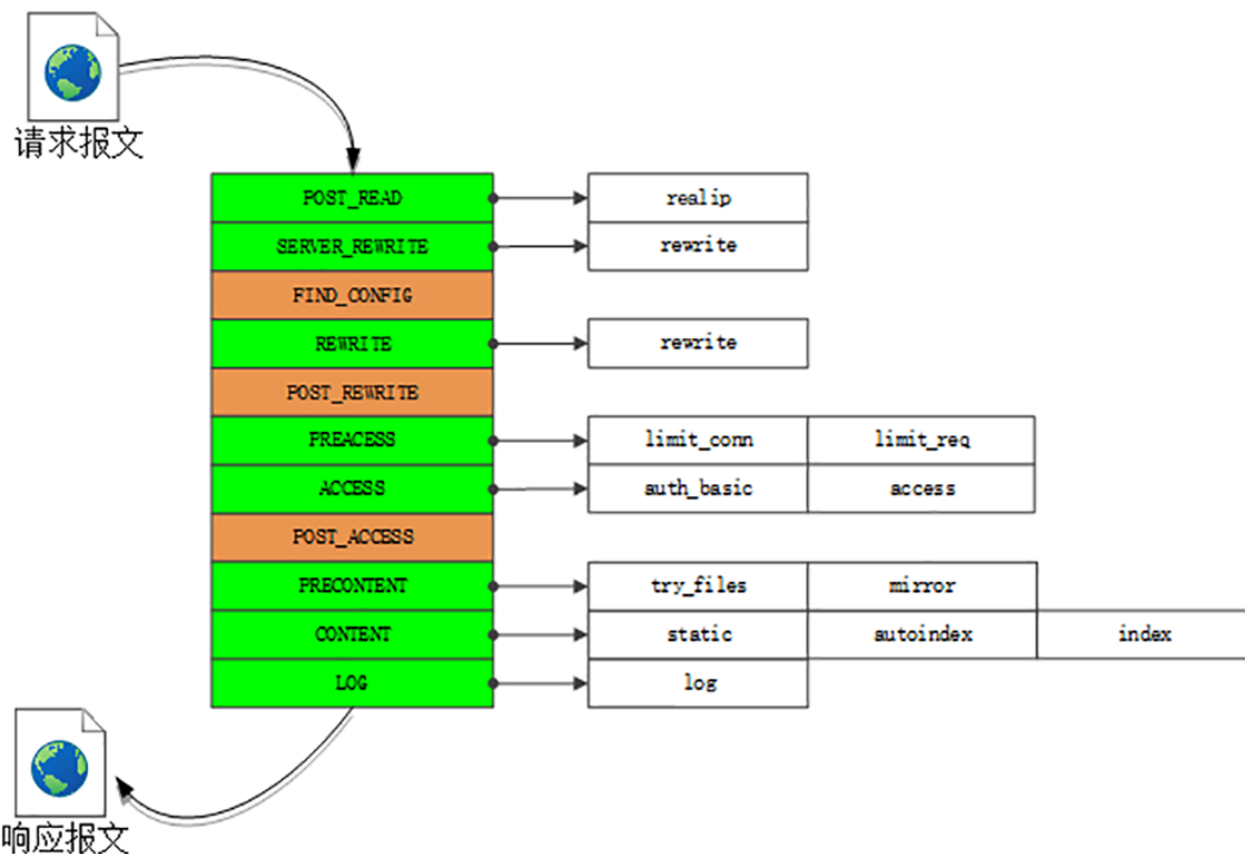 请求报文
POST_READ realip
SERVER_REWRITE rewrite
FIND_CONFIG
REWRITE rewrite
POST_REWRITE
PREACESS limit_conn limit_req
ACCESS auth_basic access
POST_ACCESS
PRECONTENT try_files mirror
CONTENT static autoindex index
LOG log
响应报文